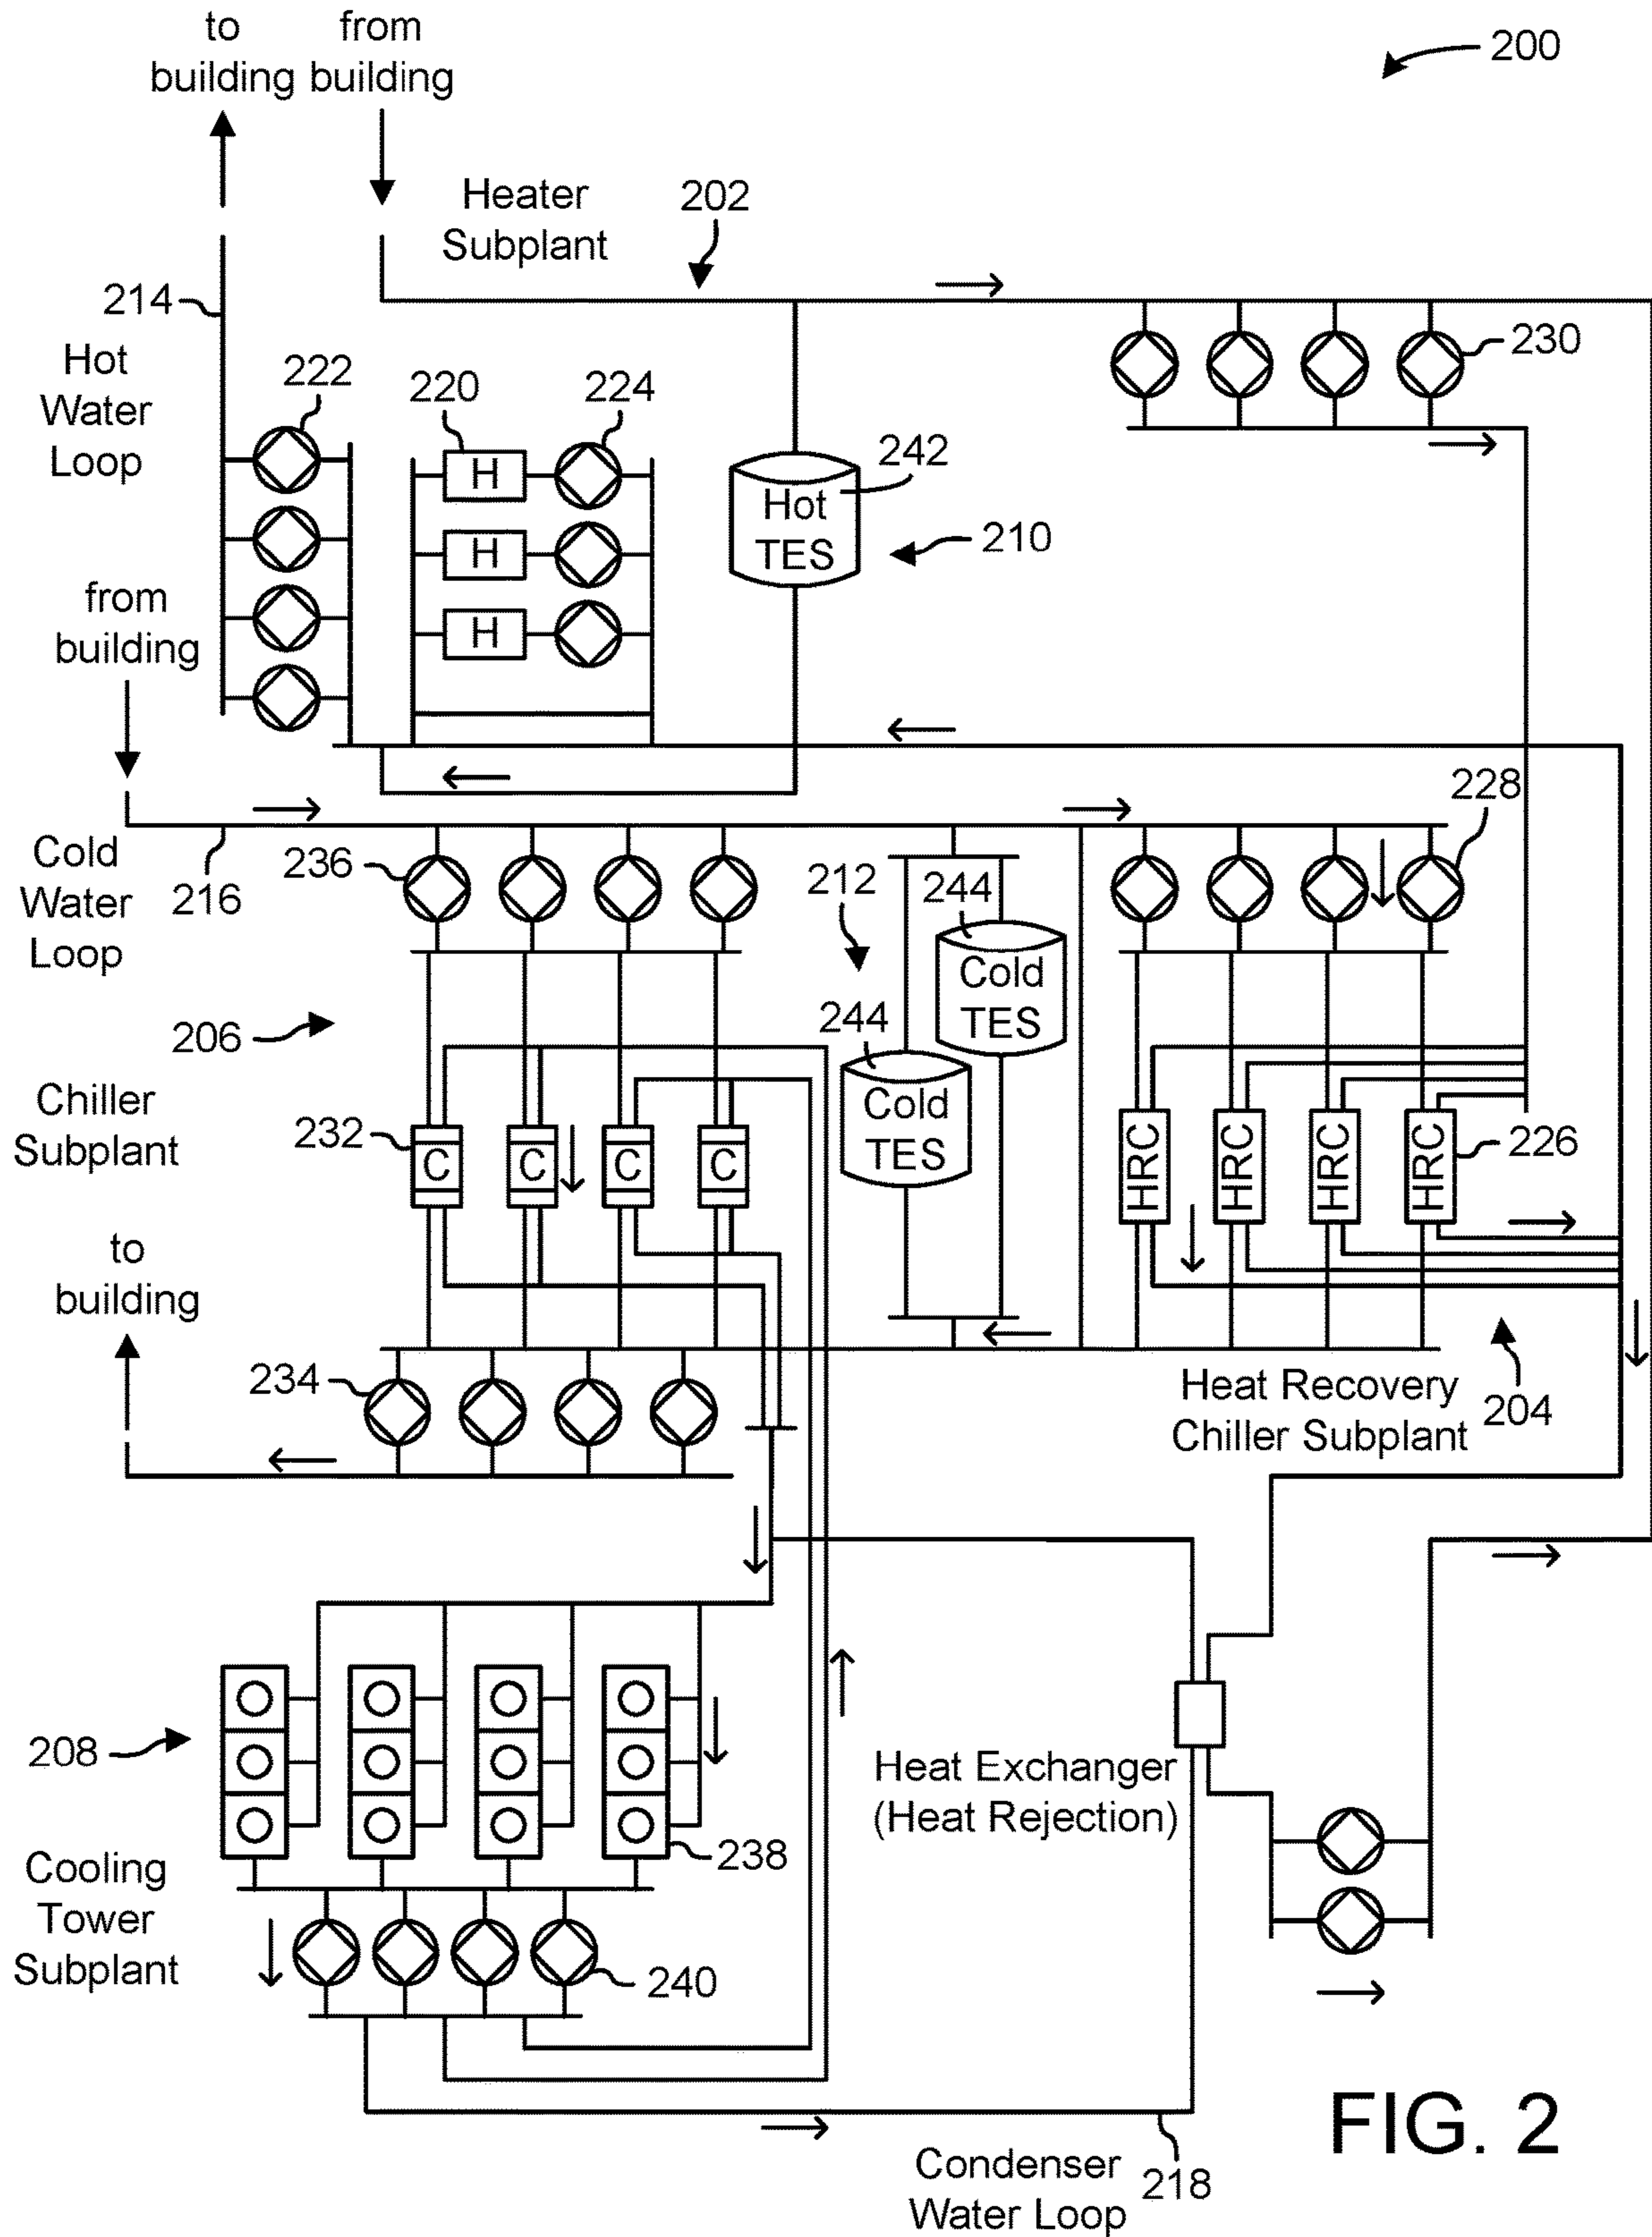 to
building
from
building
200
Heater
Subplant
202
214
Hot
Water
Loop
222
220
224
230
H
H
H
242
Hot
TES
210
from
building
228
Cold
Water
Loop
216
236
212
244
Cold
TES
244
Cold
TES
206
Chiller
Subplant
232
C
C
C
C
HRC
HRC
HRC
HRC
226
to
building
234
Heat Recovery
Chiller Subplant
204
208
Heat Exchanger
(Heat Rejection)
238
Cooling
Tower
Subplant
240
Condenser
Water Loop
218
FIG. 2